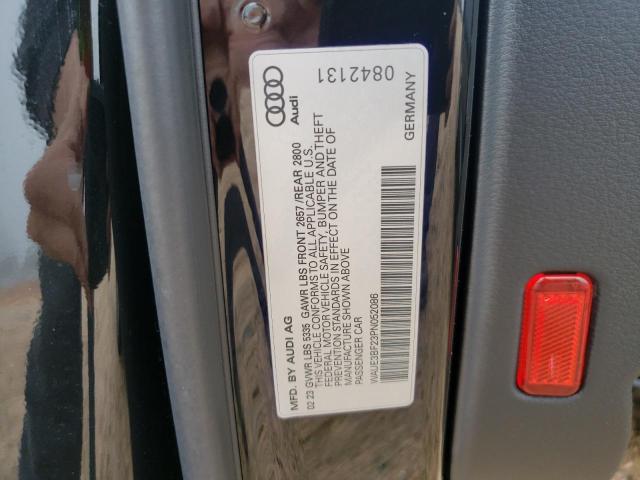 MFD. BY AUDI AG
Audi
02 23 GVWR LBS 5335 GAWR LBS FRONT 2657/REAR 2800
THIS VEHICLE CONFORMS TO ALL APPLICABLE U.S.
FEDERAL MOTOR VEHICLE SAFETY, BUMPER AND THEFT
PREVENTION STANDARDS IN EFFECT ON THE DATE OF
MANUFACTURE SHOWN ABOVE
PASSENGER CAR
0842131
WAUE3BF23PN052086
GERMANY